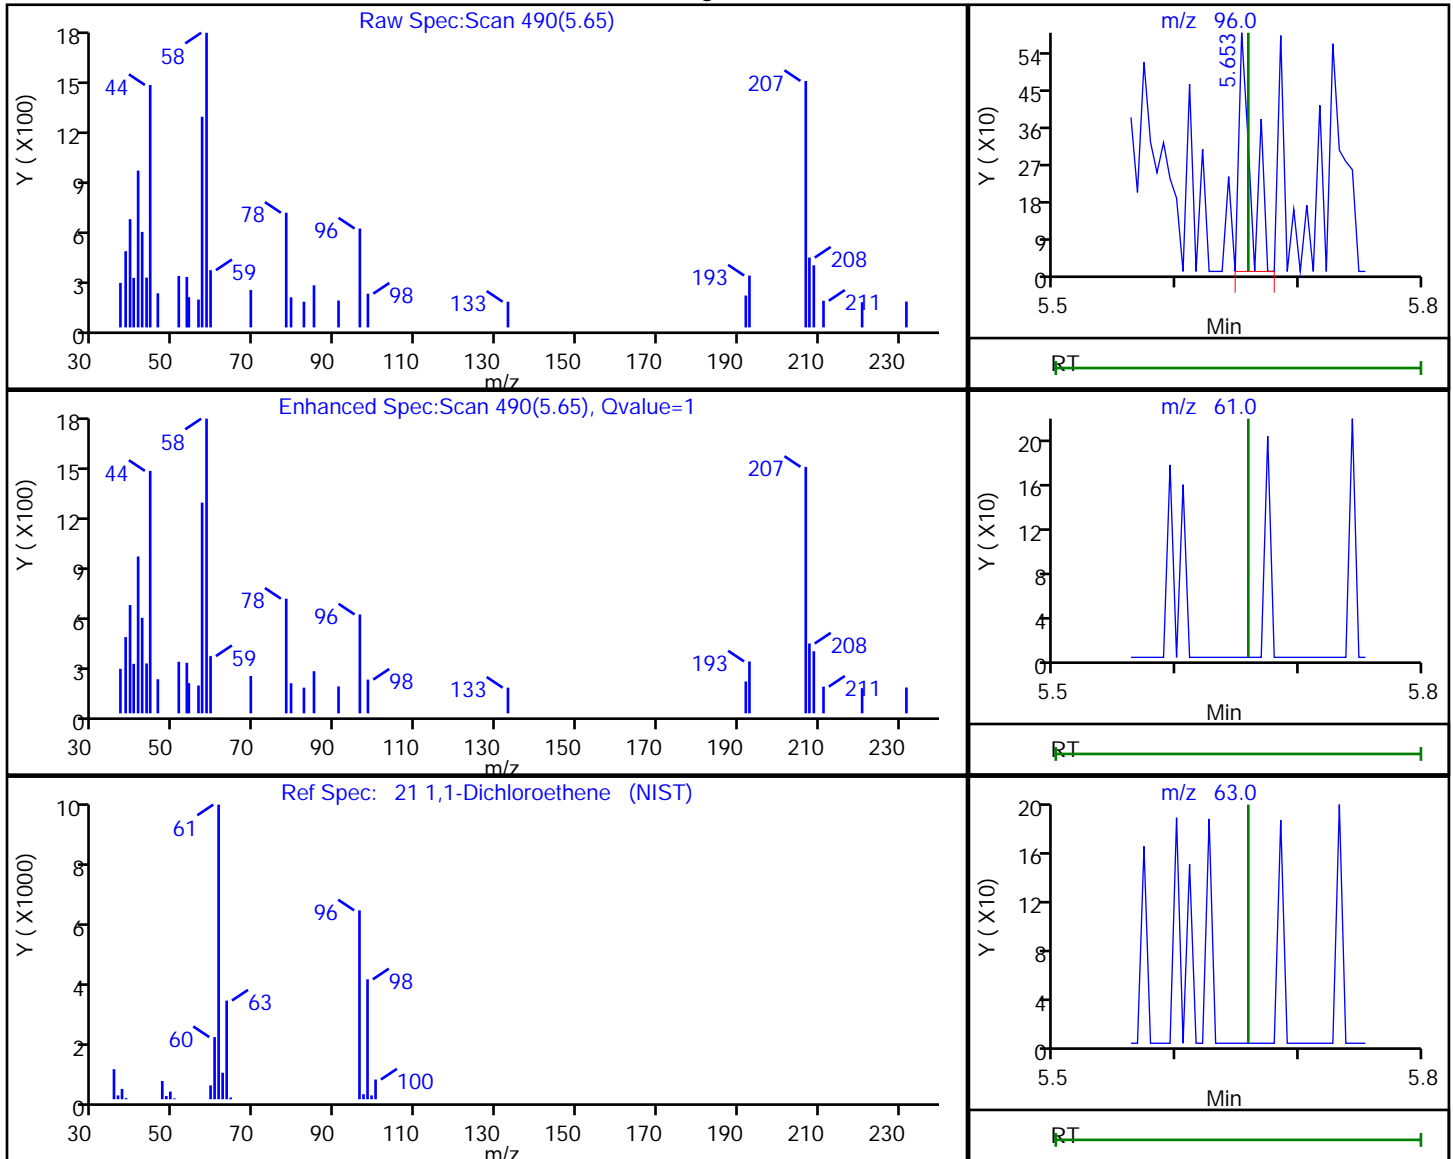 Raw Spec:Scan 490(5.65)
Y ( X100)
18
15
12
9
6
3
0
44
58
59
78
96
98
133
193
207
208
211
30 50 70 90 110 130 150 170 190 210 230
m/z
m/z 96.0
Y ( X10)
54
45
36
27
18
9
0
5.653
5.5 5.8
Min
RT
Enhanced Spec:Scan 490(5.65), Qvalue=1
Y ( X100)
18
15
12
9
6
3
0
44
58
59
78
96
98
133
193
207
208
211
30 50 70 90 110 130 150 170 190 210 230
m/z
m/z 61.0
Y ( X10)
20
16
12
8
4
0
5.5 5.8
Min
RT
Ref Spec: 21 1,1-Dichloroethene (NIST)
Y ( X1000)
10
8
6
4
2
0
61
60
63
96
98
100
30 50 70 90 110 130 150 170 190 210 230
m/z
m/z 63.0
Y ( X10)
20
16
12
8
4
0
5.5 5.8
Min
RT